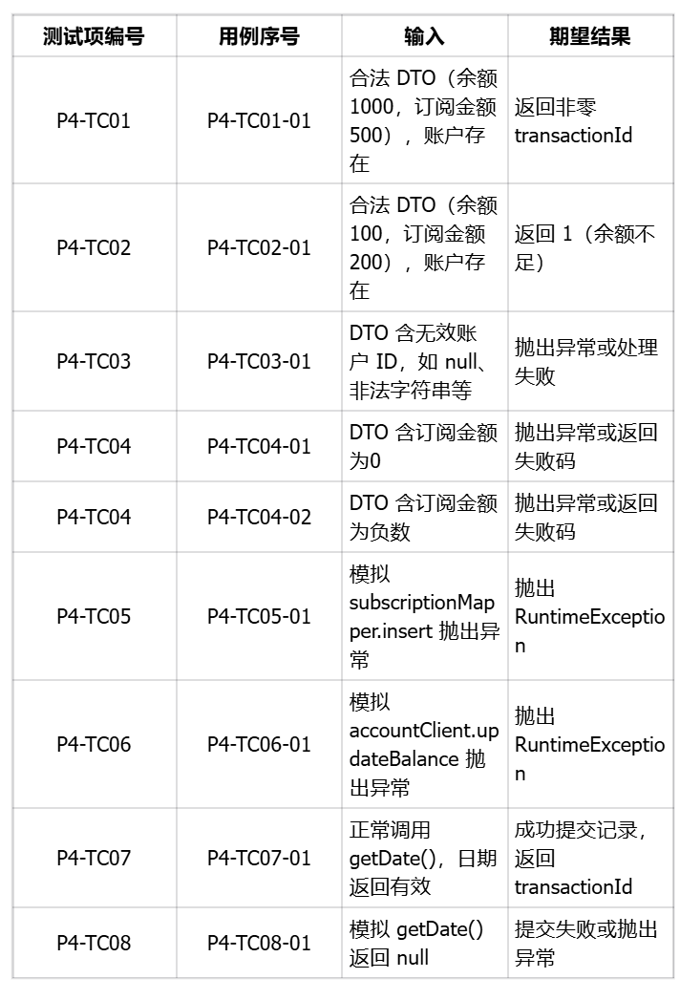 测试项编号 用例序号 输入 期望结果
P4-TC01 P4-TC01-01 合法 DTO（余额
1000，订阅金额
500），账户存
在 返回非零
transactionId
P4-TC02 P4-TC02-01 合法 DTO（余额
100，订阅金额
200），账户存
在 返回 1（余额不
足）
P4-TC03 P4-TC03-01 DTO 含无效账
户 ID，如 null、
非法字符串等 抛出异常或处理
失败
P4-TC04 P4-TC04-01 DTO 含订阅金额
为0 抛出异常或返回
失败码
P4-TC04 P4-TC04-02 DTO 含订阅金额
为负数 抛出异常或返回
失败码
P4-TC05 P4-TC05-01 模拟
subscriptionMap
per.insert 抛出异
常 抛出
RuntimeExceptio
n
P4-TC06 P4-TC06-01 模拟
accountClient.up
dateBalance 抛
出异常 抛出
RuntimeExceptio
n
P4-TC07 P4-TC07-01 正常调用
getDate()，日期
返回有效 成功提交记录，
返回
transactionId
P4-TC08 P4-TC08-01 模拟 getDate()
返回 null 提交失败或抛出
异常